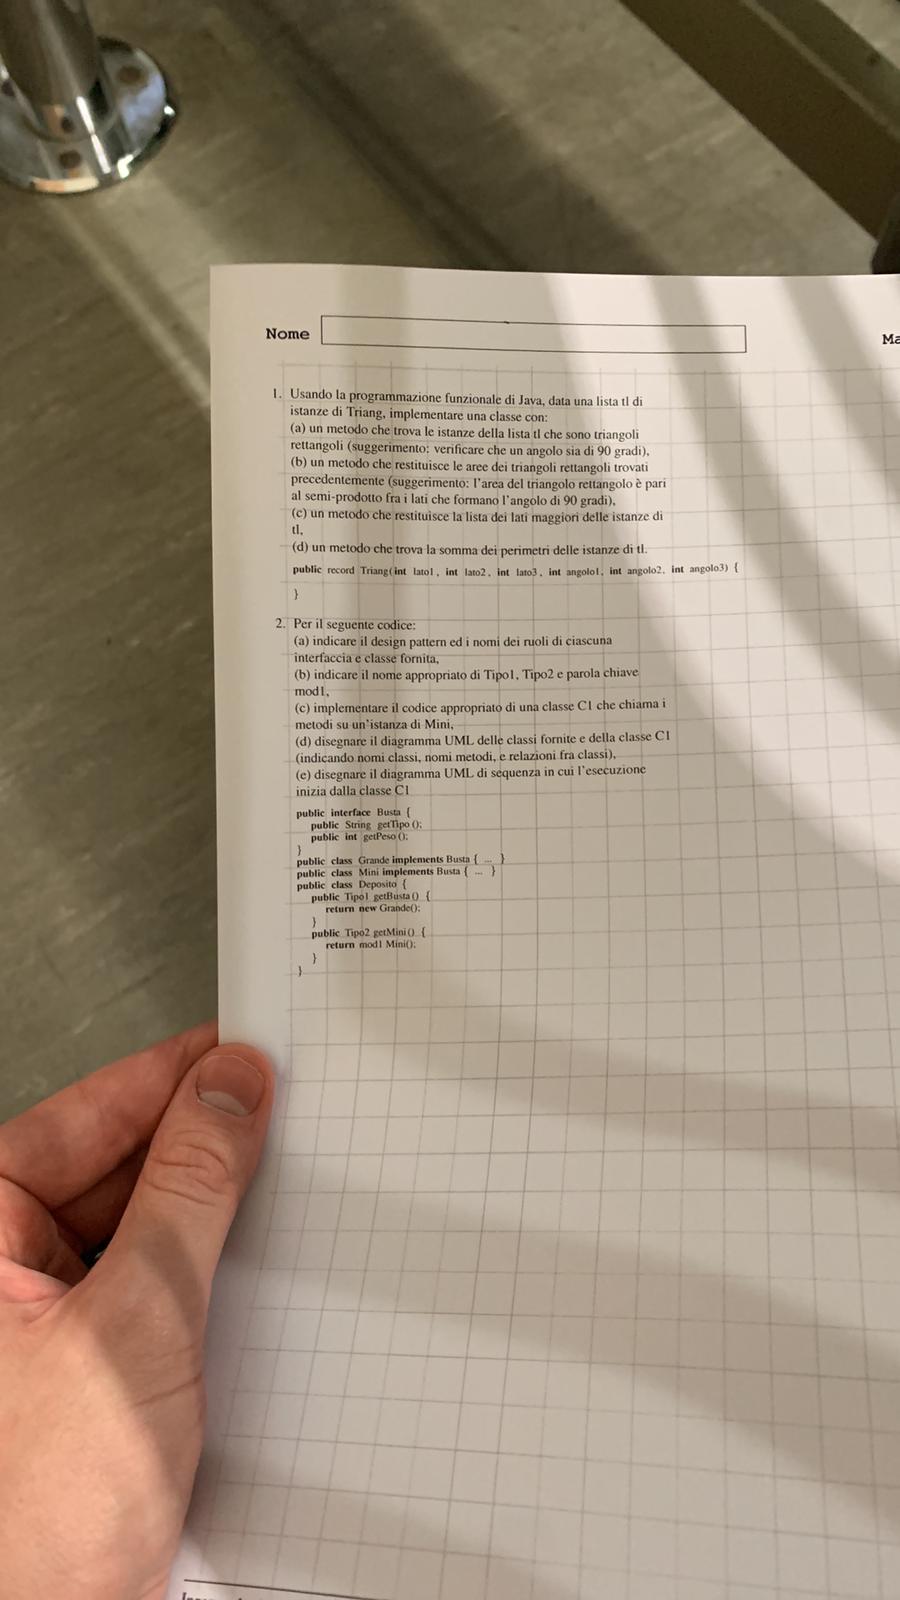 Nome
Ma
1. Usando la programmazione funzionale di Java, data una lista tl di
istanze di Triang, implementare una classe con:
(a) un metodo che trova le istanze della lista tl che sono triangoli
rettangoli (suggerimento: verificare che un angolo sia di 90 gradi),
(b) un metodo che restituisce le aree dei triangoli rettangoli trovati
precedentemente (suggerimento: l'area del triangolo rettangolo è pari
al semi-prodotto fra i lati che formano l'angolo di 90 gradi),
(c) un metodo che restituisce la lista dei lati maggiori delle istanze di
tl,
(d) un metodo che trova la somma dei perimetri delle istanze di tl.
public record Triang(int lato1, int lato2, int lato3, int angolo1, int angolo2, int angolo3) {
}
2. Per il seguente codice:
(a) indicare il design pattern ed i nomi dei ruoli di ciascuna
interfaccia e classe fornita,
(b) indicare il nome appropriato di Tipo1, Tipo2 e parola chiave
mod1,
(c) implementare il codice appropriato di una classe C1 che chiama i
metodi su un'istanza di Mini,
(d) disegnare il diagramma UML delle classi fornite e della classe C1
(indicando nomi classi, nomi metodi, e relazioni fra classi),
(e) disegnare il diagramma UML di sequenza in cui l'esecuzione
inizia dalla classe C1
public interface Busta {
public String getTipo();
public int getPeso();
}
public class Grande implements Busta { ... }
public class Mini implements Busta { ... }
public class Deposito {
public Tipo1 getBusta() {
return new Grande();
}
public Tipo2 getMini() {
return mod1 Mini();
}
}